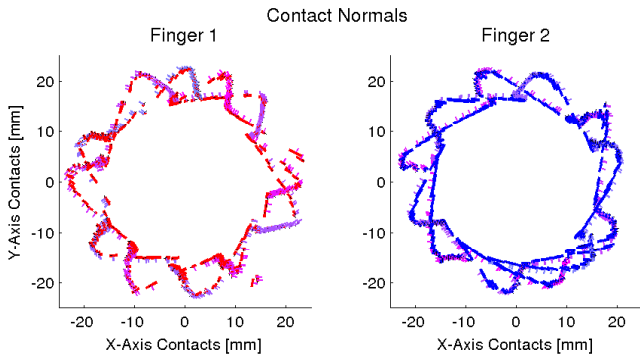 Contact Normals
Finger 1
Finger 2
Y-Axis Contacts [mm]
20
10
0
-10
-20
20
10
0
-10
-20
-20 -10 0 10 20
-20 -10 0 10 20
X-Axis Contacts [mm]
X-Axis Contacts [mm]